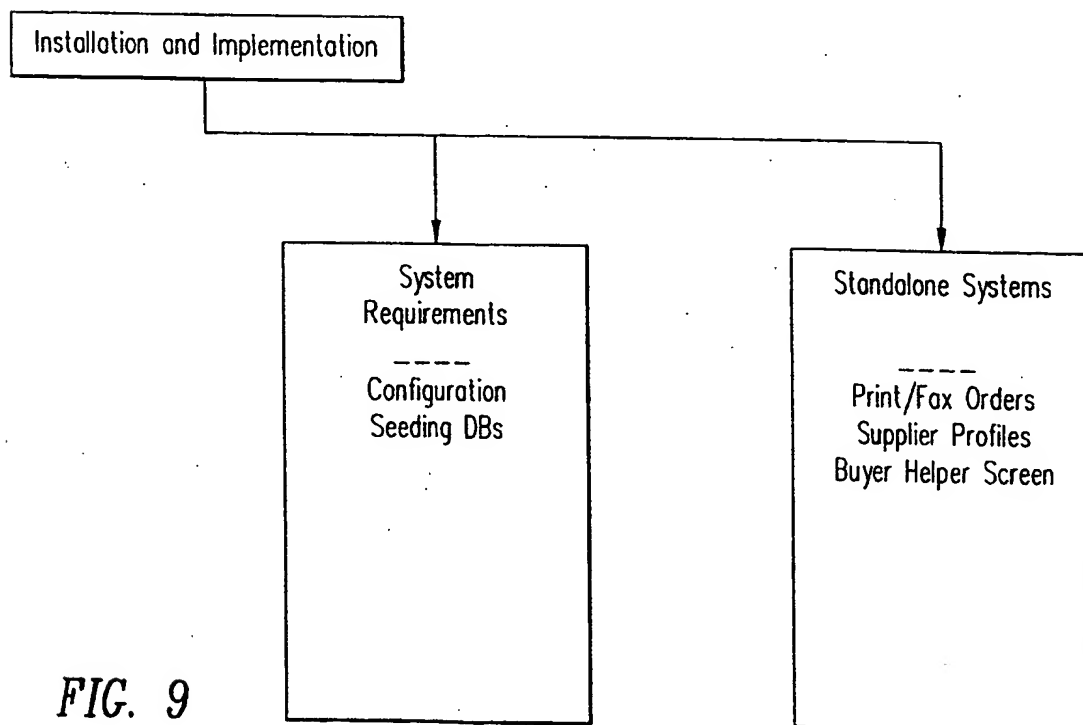 Installation and Implementation
System
Requirements
----
Configuration
Seeding DBs
Standalone Systems
----
Print/Fax Orders
Supplier Profiles
Buyer Helper Screen
FIG. 9